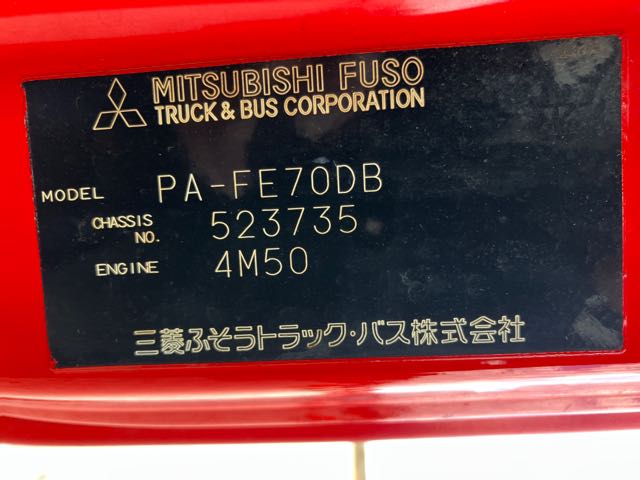 MITSUBISHI FUSO
TRUCK & BUS CORPORATION
MODEL PA-FE70DB
CHASSIS NO. 523735
ENGINE 4M50
三菱ふそうトラック・バス株式会社